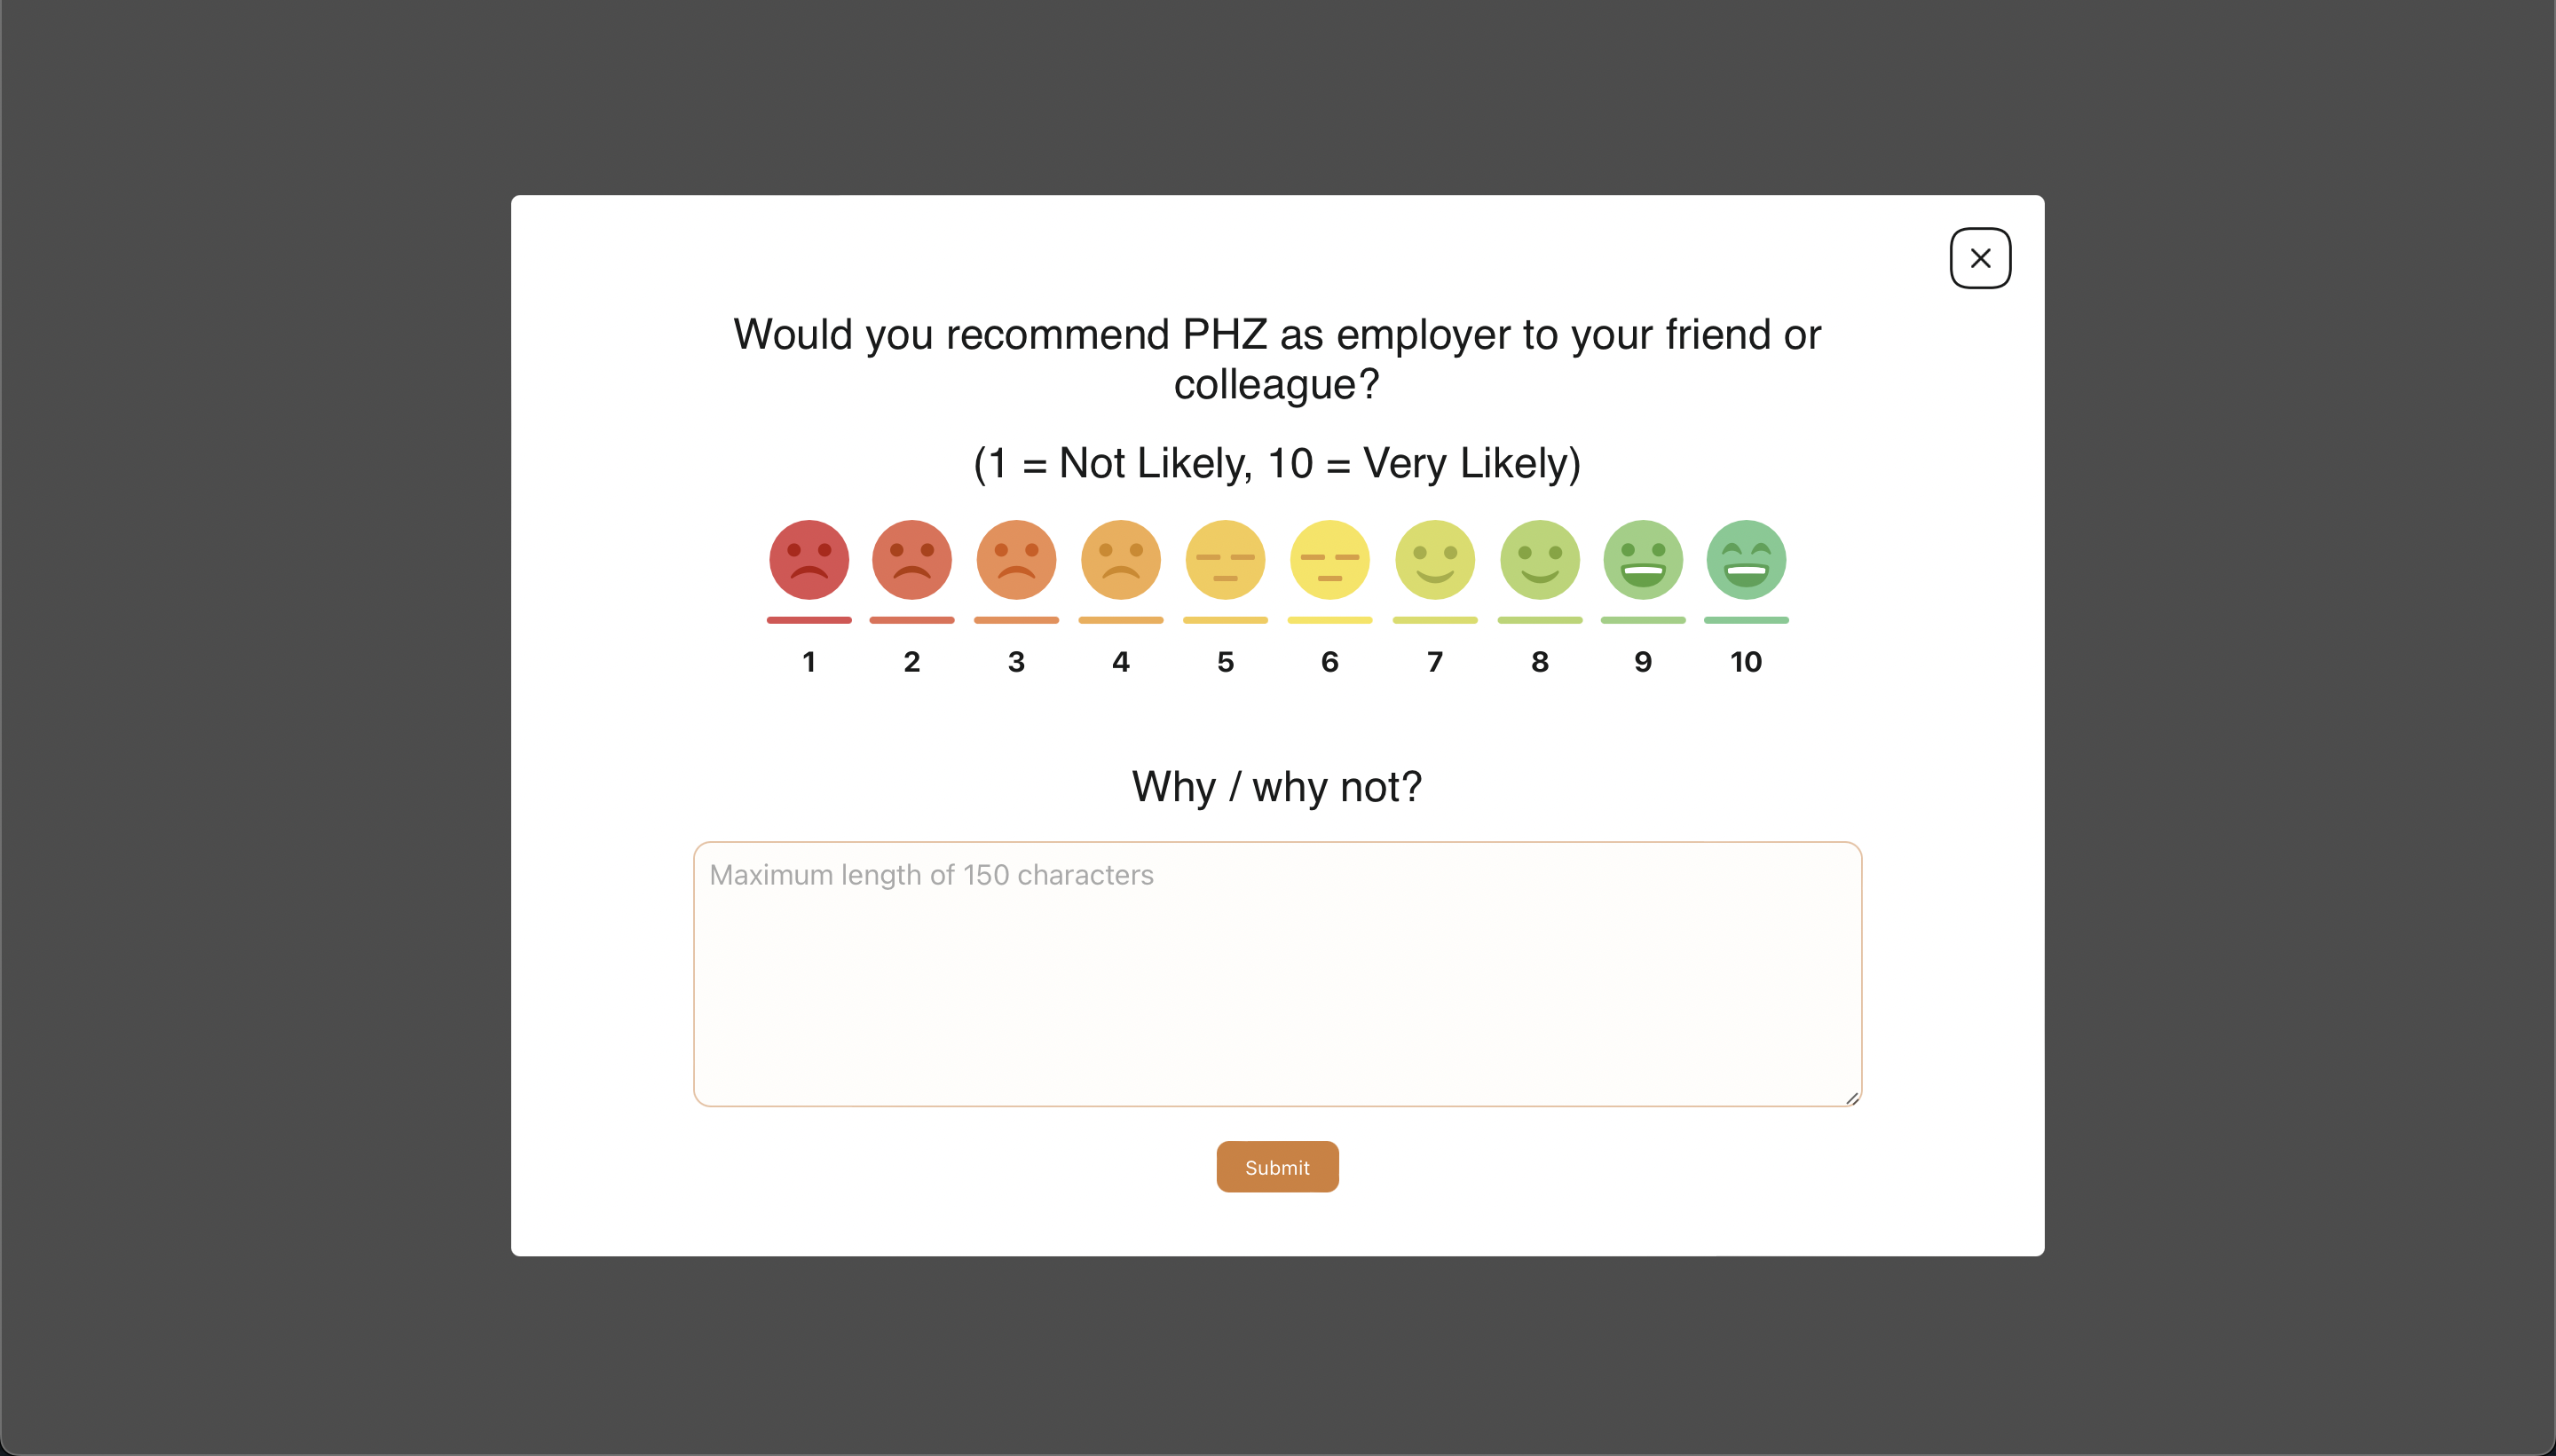 Would you recommend PHZ as employer to your friend or
colleague?
(1 = Not Likely, 10 = Very Likely)
1 2 3 4 5 6 7 8 9 10
Why / why not?
Maximum length of 150 characters
Submit